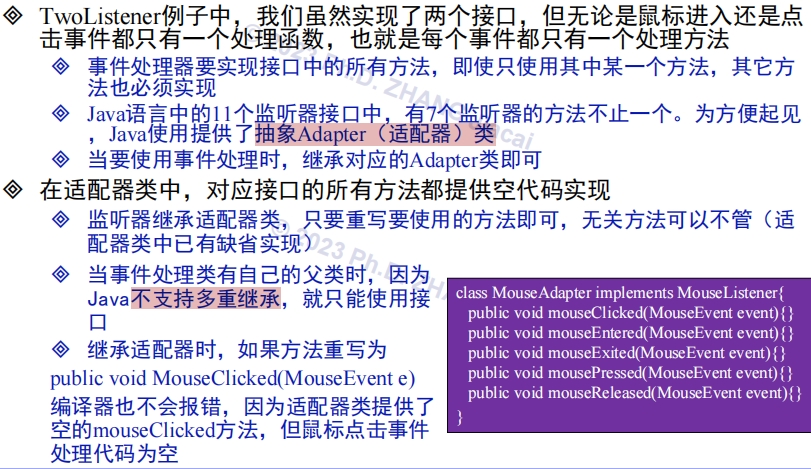 TwoListener例子中，我们虽然实现了两个接口，但无论是鼠标进入还是点
击事件都只有一个处理函数，也就是每个事件都只有一个处理方法
事件处理器要实现接口中的所有方法，即使只使用其中某一个方法，其它方
法也必须实现
Java语言中的11个监听器接口中，有7个监听器的方法不止一个。为方便起见
，Java使用提供了抽象Adapter（适配器）类
当要使用事件处理时，继承对应的Adapter类即可
在适配器类中，对应接口的所有方法都提供空代码实现
监听器继承适配器类，只要重写要使用的方法即可，无关方法可以不管（适
配器类中已有缺省实现）
当事件处理类有自己的父类时，因为
Java不支持多重继承，就只能使用接
口
继承适配器时，如果方法重写为
public void MouseClicked(MouseEvent e)
编译器也不会报错，因为适配器类提供了
空的mouseClicked方法，但鼠标点击事件
处理代码为空
class MouseAdapter implements MouseListener{
public void mouseClicked(MouseEvent event){}
public void mouseEntered(MouseEvent event){}
public void mouseExited(MouseEvent event){}
public void mousePressed(MouseEvent event){}
public void mouseReleased(MouseEvent event){}
}